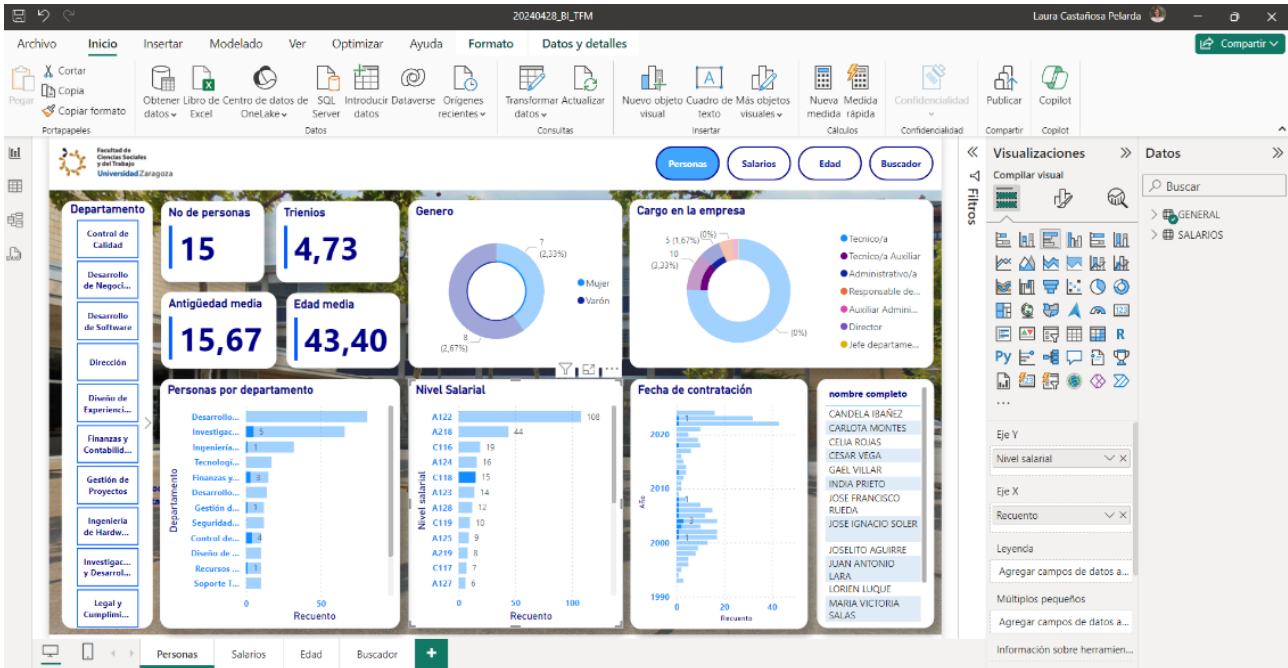 20240428_BI_TFM
Laura Castañosa Pelarda
Archivo
Inicio
Insertar
Modelado
Ver
Optimizar
Ayuda
Formato
Datos y detalles
Compartir
Pegar
Cortar
Copia
Copiar formato
Portapapeles
Obtener datos
Libro de Excel
Centro de datos de OneLake
SQL Server
Introducir datos
Dataverse
Orígenes recientes
Datos
Transformar datos
Actualizar
Consultas
Nuevo objeto visual
Cuadro de texto
Más objetos visuales
Insertar
Nueva medida
Medida rápida
Cálculos
Confidencialidad
Confidencialidad
Publicar
Compartir
Copilot
Copilot
Facultad de
Ciencias Sociales
y del Trabajo
Universidad Zaragoza
Personas
Salarios
Edad
Buscador
Departamento
Control de
Calidad
Desarrollo
de Negoci...
Desarrollo
de Software
Dirección
Diseño de
Experienci...
Finanzas y
Contabilid...
Gestión de
Proyectos
Ingeniería
de Hardw...
Investigac...
y Desarrol...
Legal y
Cumplimi...
No de personas
15
Trienios
4,73
Antigüedad media
15,67
Edad media
43,40
Genero
7
(2,33%)
8
(2,67%)
Mujer
Varón
Cargo en la empresa
5 (1,67%)
(0%)
10
(3,33%)
(0%)
Tecnico/a
Tecnico/a Auxiliar
Administrativo/a
Responsable de...
Auxiliar Admini...
Director
Jefe departame...
Personas por departamento
Departamento
Desarrollo...
Investigac...
5
Ingeniería...
1
Tecnologí...
Finanzas y...
3
Desarrollo...
Gestión d...
1
Seguridad...
Control de...
4
Diseño de ...
Recursos ...
1
Soporte T...
0
50
Recuento
Nivel Salarial
Nivel salarial
A122
108
A218
44
C116
19
A124
16
C118
15
A123
14
A128
12
C119
10
A125
9
A219
8
C117
7
A127
6
0
50
100
Recuento
Fecha de contratación
Año
2020
2010
2000
1990
1
1
3
1
0
20
40
Recuento
nombre completo
CANDELA IBAÑEZ
CARLOTA MONTES
CELIA ROJAS
CESAR VEGA
GAEL VILLAR
INDIA PRIETO
JOSE FRANCISCO
RUEDA
JOSE IGNACIO SOLER
JOSELITO AGUIRRE
JUAN ANTONIO
LARA
LORIEN LUQUE
MARIA VICTORIA
SALAS
Filtros
Visualizaciones
Compilar visual
R
Py
123
Eje Y
Nivel salarial
Eje X
Recuento
Leyenda
Agregar campos de datos a...
Múltiplos pequeños
Agregar campos de datos a...
Información sobre herramien...
Datos
Buscar
GENERAL
SALARIOS
Personas
Salarios
Edad
Buscador